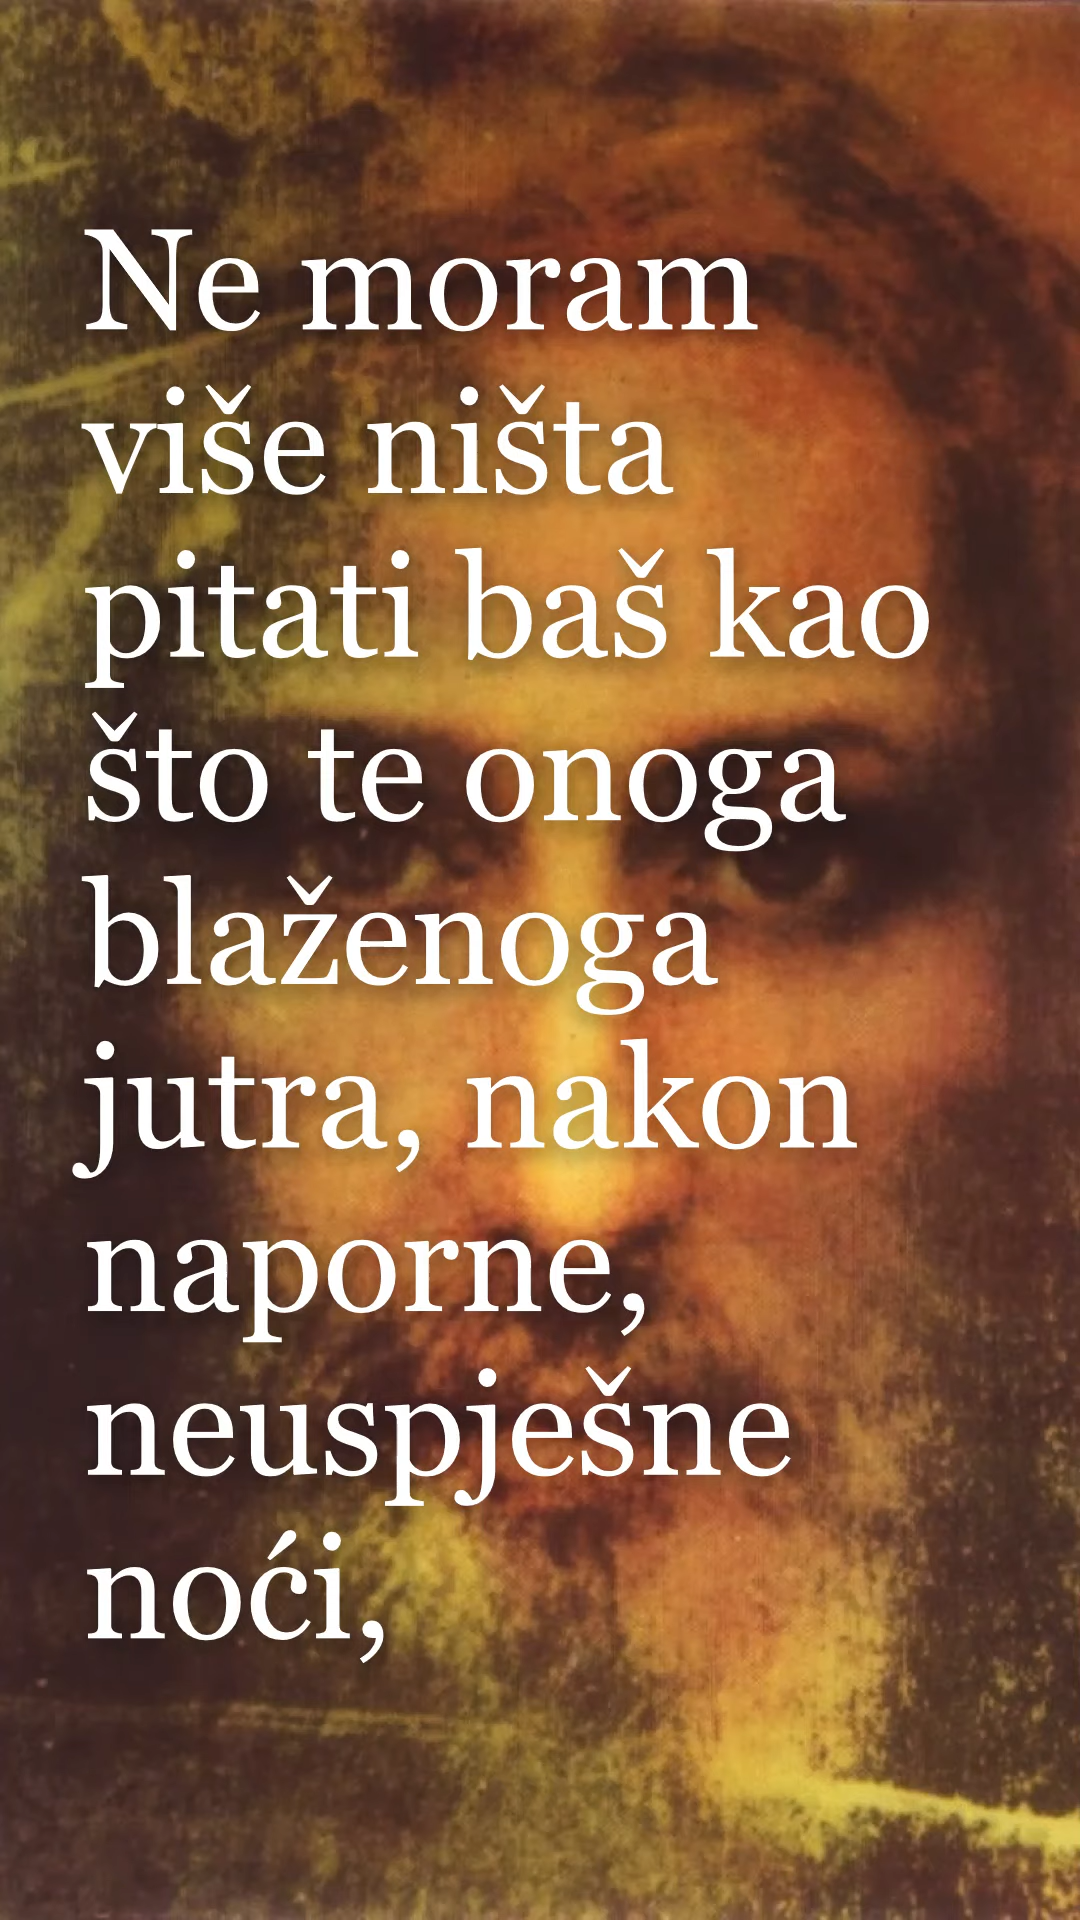 Ne moram
više ništa
pitati baš kao
što te onoga
blaženoga
jutra, nakon
naporne,
neuspješne
noći,